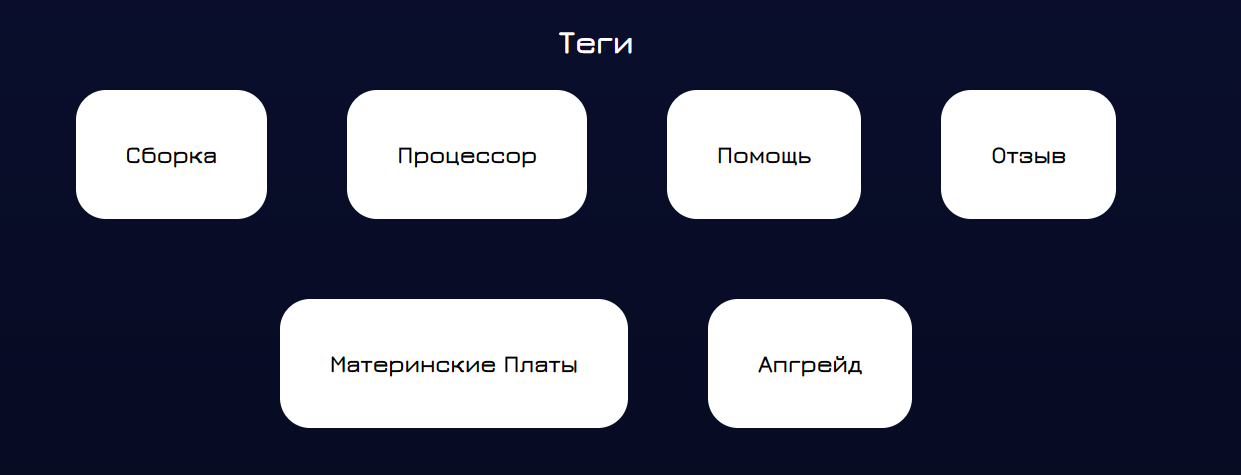 Теги
Сборка
Процессор
Помощь
Отзыв
Материнские Платы
Апгрейд